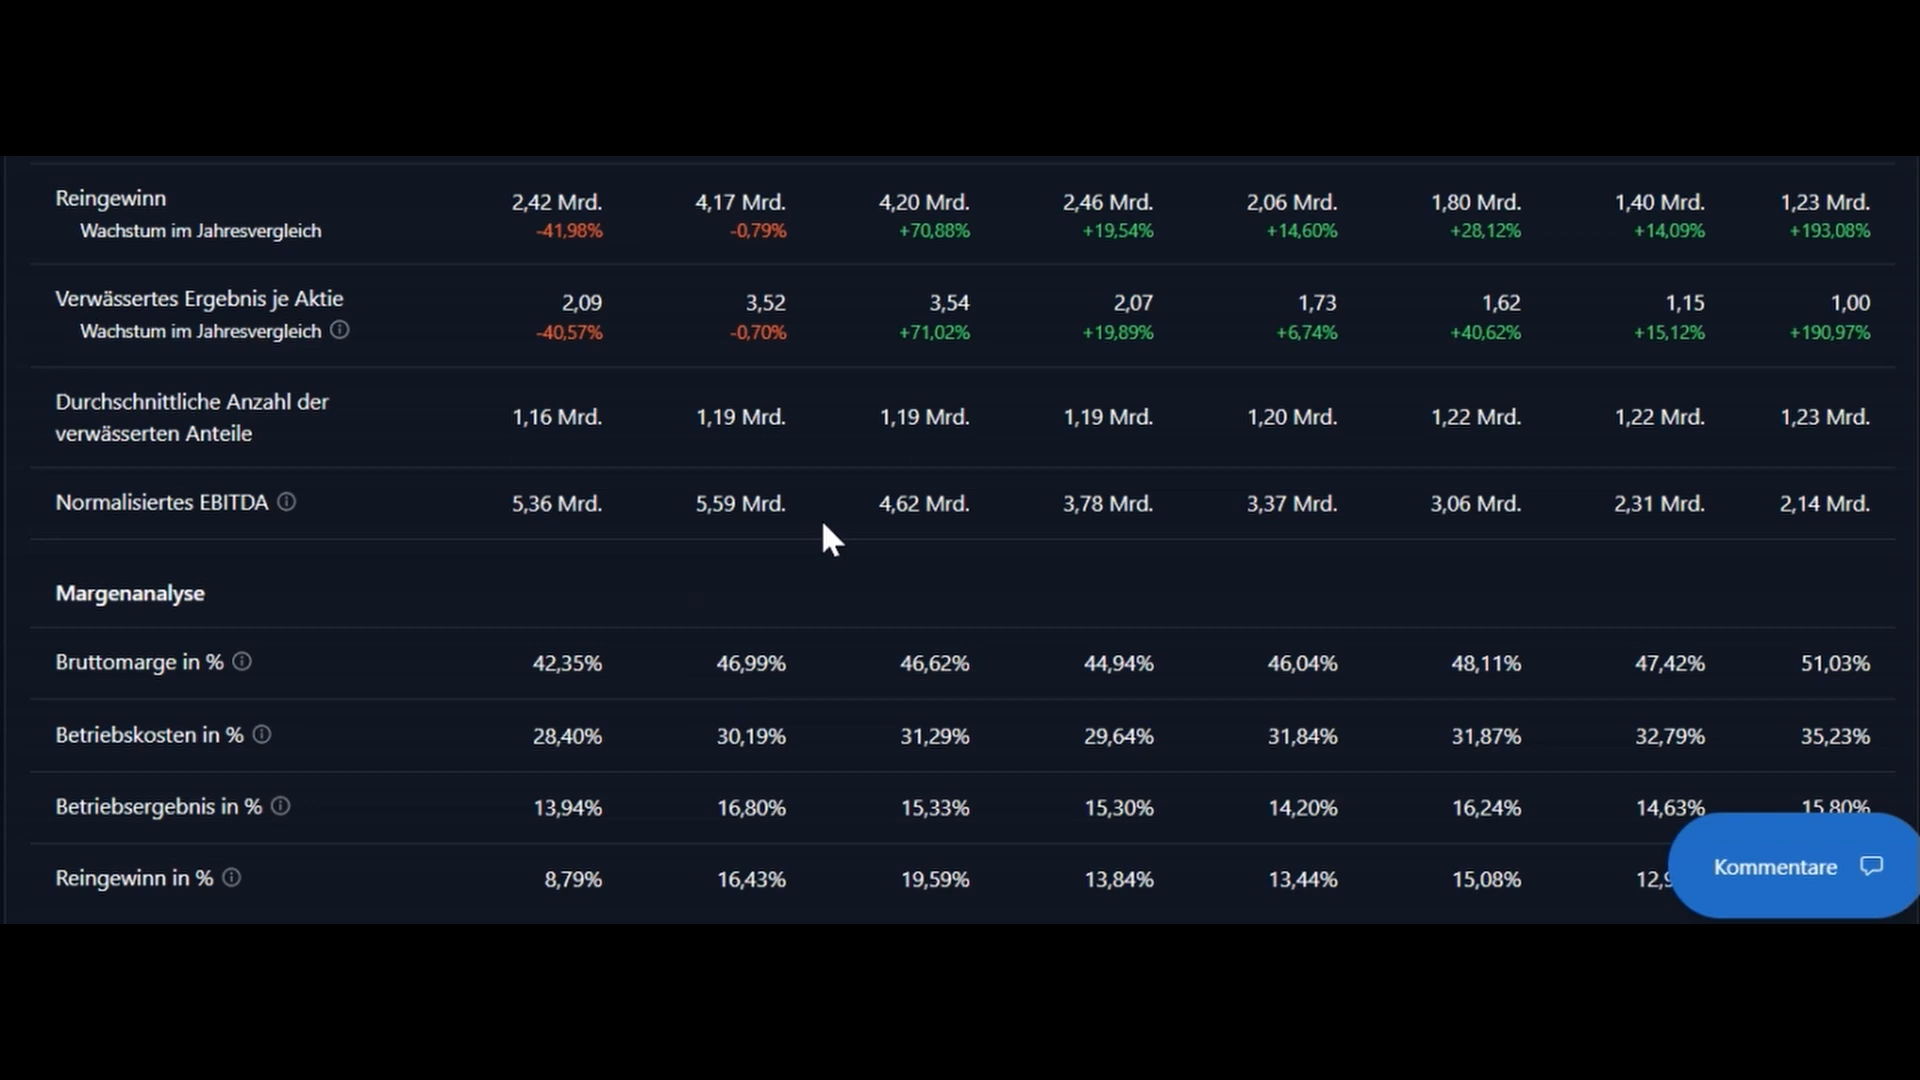 Reingewinn 2,42 Mrd. 4,17 Mrd. 4,20 Mrd. 2,46 Mrd. 2,06 Mrd. 1,80 Mrd. 1,40 Mrd. 1,23 Mrd.
Wachstum im Jahresvergleich -41,98% -0,79% +70,88% +19,54% +14,60% +28,12% +14,09% +193,08%
Verwässertes Ergebnis je Aktie 2,09 3,52 3,54 2,07 1,73 1,62 1,15 1,00
Wachstum im Jahresvergleich -40,57% -0,70% +71,02% +19,89% +6,74% +40,62% +15,12% +190,97%
Durchschnittliche Anzahl der
verwässerten Anteile 1,16 Mrd. 1,19 Mrd. 1,19 Mrd. 1,19 Mrd. 1,20 Mrd. 1,22 Mrd. 1,22 Mrd. 1,23 Mrd.
Normalisiertes EBITDA 5,36 Mrd. 5,59 Mrd. 4,62 Mrd. 3,78 Mrd. 3,37 Mrd. 3,06 Mrd. 2,31 Mrd. 2,14 Mrd.
Margenanalyse
Bruttomarge in % 42,35% 46,99% 46,62% 44,94% 46,04% 48,11% 47,42% 51,03%
Betriebskosten in % 28,40% 30,19% 31,29% 29,64% 31,84% 31,87% 32,79% 35,23%
Betriebsergebnis in % 13,94% 16,80% 15,33% 15,30% 14,20% 16,24% 14,63% 15,80%
Reingewinn in % 8,79% 16,43% 19,59% 13,84% 13,44% 15,08%
Kommentare